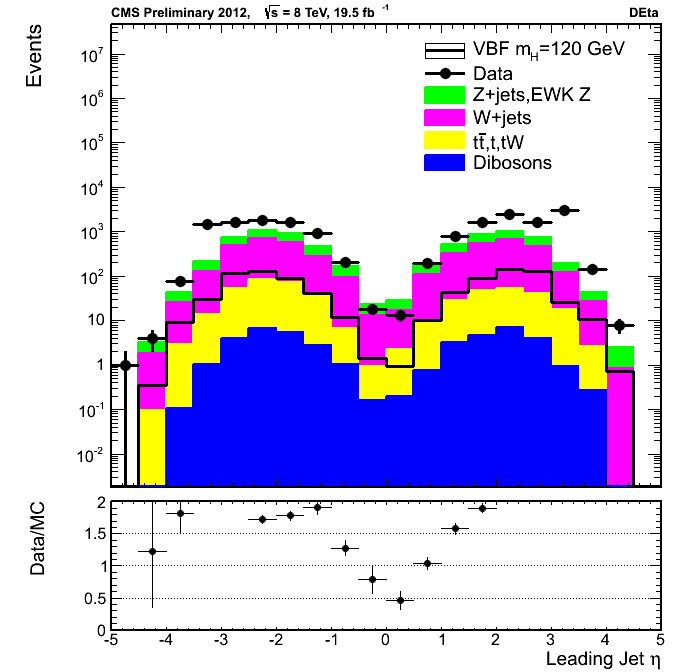 CMS Preliminary 2012, √s = 8 TeV, 19.5 fb⁻¹ DEta
Events
10⁷
10⁶
10⁵
10⁴
10³
10²
10
1
10⁻¹
10⁻²
VBF m_H=120 GeV
Data
Z+jets,EWK Z
W+jets
tt̄,t,tW
Dibosons
Data/MC
2
1.5
1
0.5
0
-5 -4 -3 -2 -1 0 1 2 3 4 5
Leading Jet η